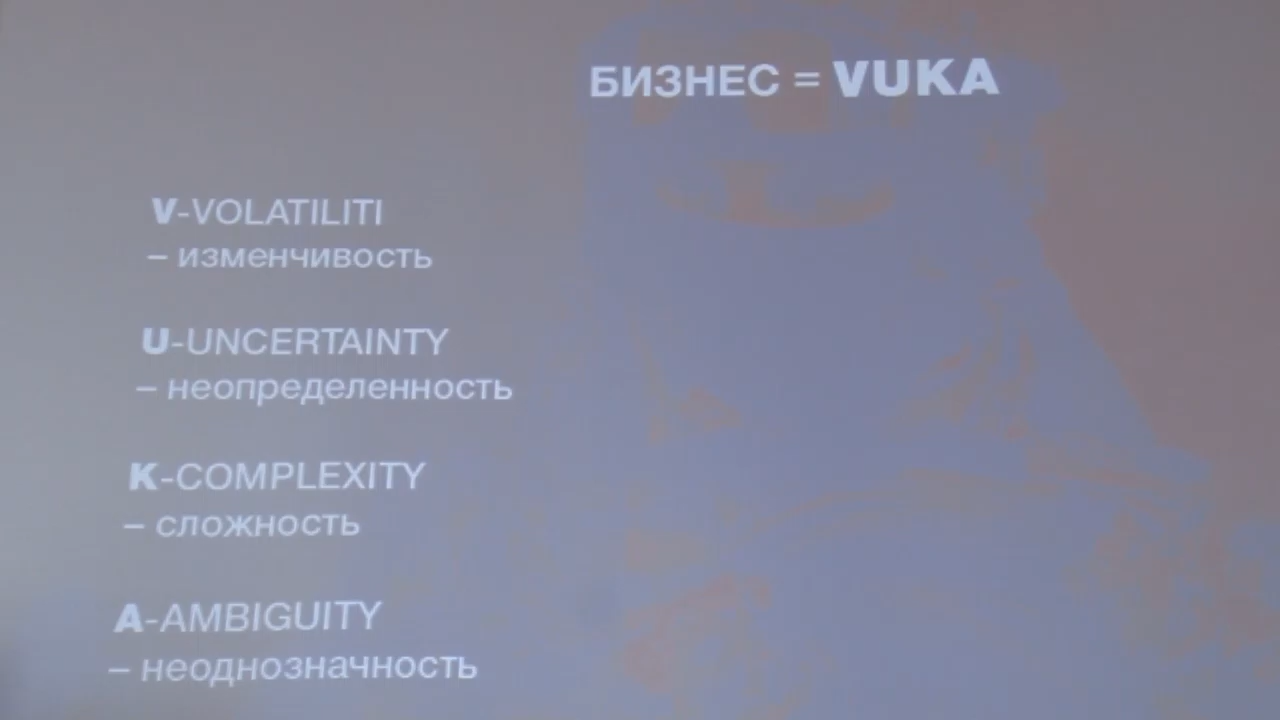 БИЗНЕС = VUKA
V-VOLATILITI
– изменчивость
U-UNCERTAINTY
– неопределенность
K-COMPLEXITY
– сложность
A-AMBIGUITY
– неоднозначность